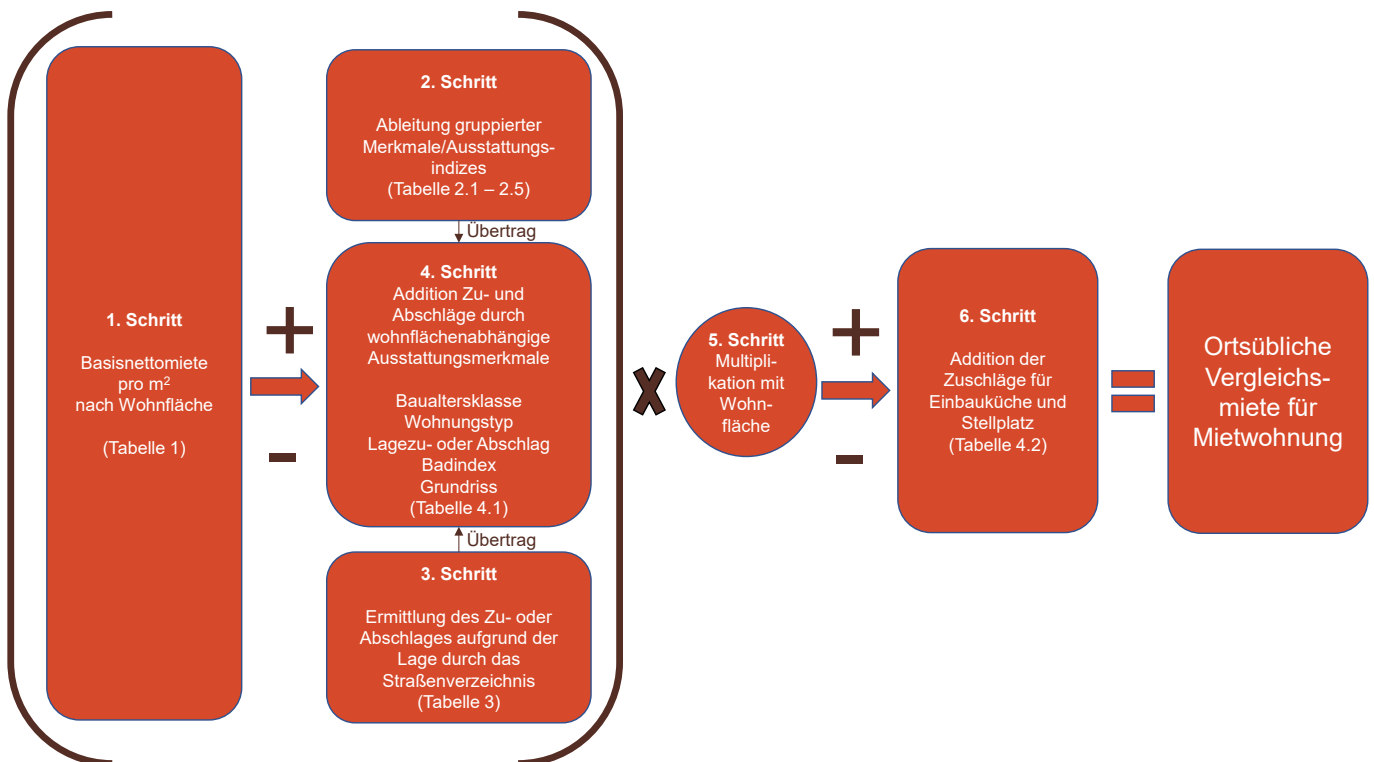 1. Schritt
Basisnettomiete
pro m²
nach Wohnfläche
(Tabelle 1)
+
-
2. Schritt
Ableitung gruppierter
Merkmale/Ausstattungs-
indizes
(Tabelle 2.1 – 2.5)
Übertrag
4. Schritt
Addition Zu- und
Abschläge durch
wohnflächenabhängige
Ausstattungsmerkmale
Baualtersklasse
Wohnungstyp
Lagezu- oder Abschlag
Badindex
Grundriss
(Tabelle 4.1)
Übertrag
3. Schritt
Ermittlung des Zu- oder
Abschlages aufgrund der
Lage durch das
Straßenverzeichnis
(Tabelle 3)
x
5. Schritt
Multipli-
kation mit
Wohn-
fläche
+
-
6. Schritt
Addition der
Zuschläge für
Einbauküche und
Stellplatz
(Tabelle 4.2)
=
Ortsübliche
Vergleichs-
miete für
Mietwohnung